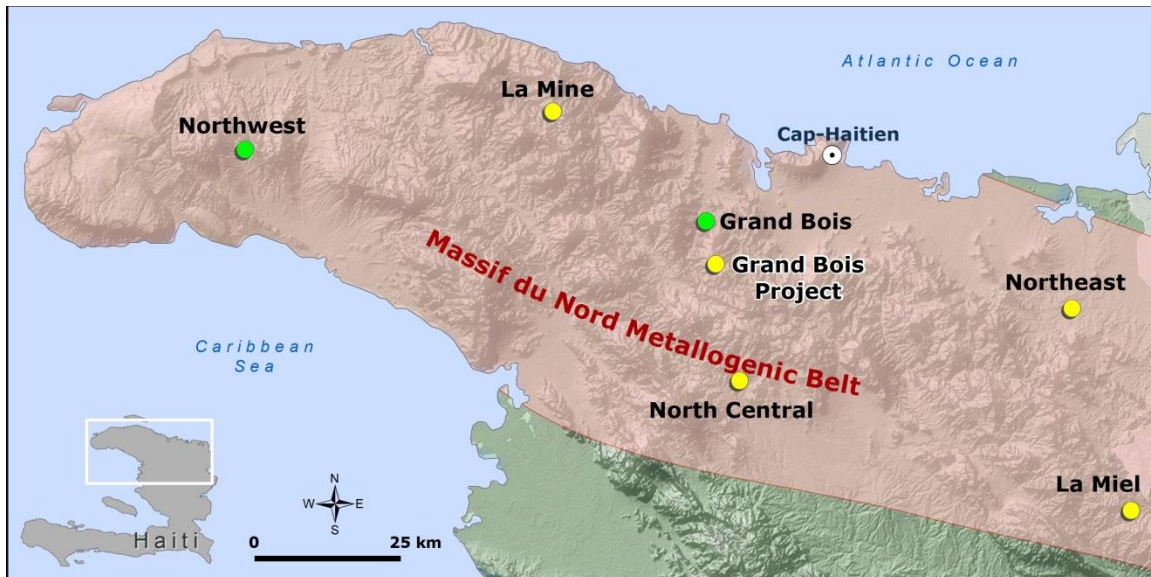 Atlantic Ocean
La Mine
Northwest
Cap-Haitien
Grand Bois
Grand Bois
Project
Northeast
Massif du Nord Metallogenic Belt
Caribbean
Sea
North Central
La Miel
N
W E
S
Haiti
0 25 km